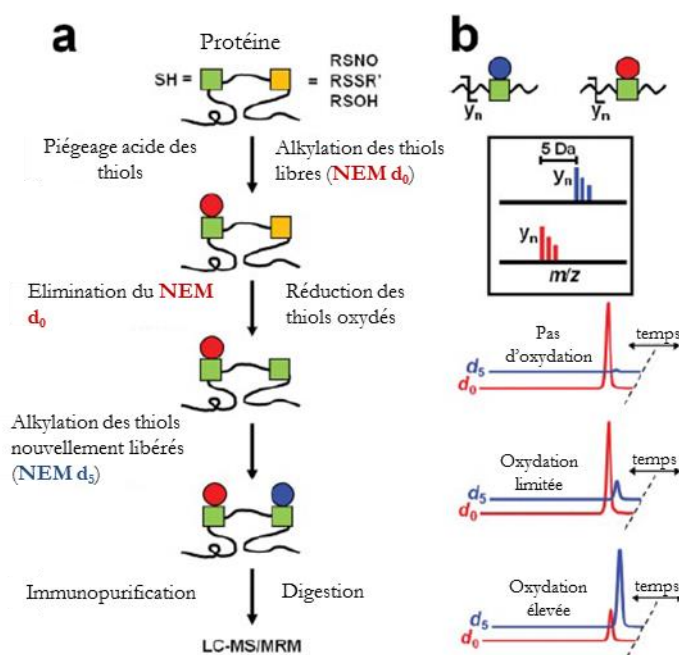 a
Protéine
SH =
=
RSNO
RSSR'
RSOH
Piégeage acide des
thiols
Alkylation des thiols
libres (NEM d0)
Elimination du NEM
d0
Réduction des
thiols oxydés
Alkylation des thiols
nouvellement libérés
(NEM d5)
Immunopurification
Digestion
LC-MS/MRM
b
yn
yn
5 Da
yn
yn
m/z
Pas
d'oxydation
temps
d5
d0
Oxydation
limitée
temps
d5
d0
Oxydation
élevée
temps
d5
d0